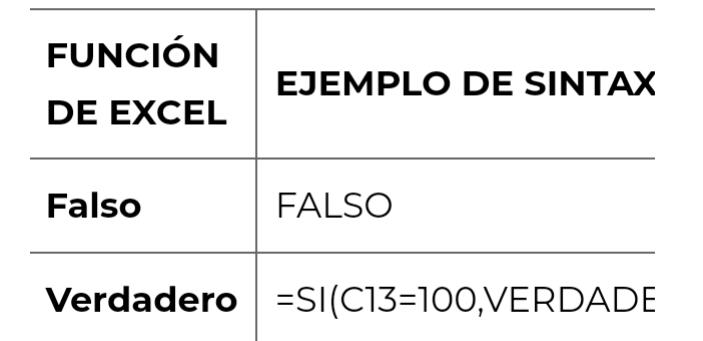 FUNCIÓN
DE EXCEL
EJEMPLO DE SINTAX
Falso
FALSO
Verdadero
=SI(C13=100,VERDADE